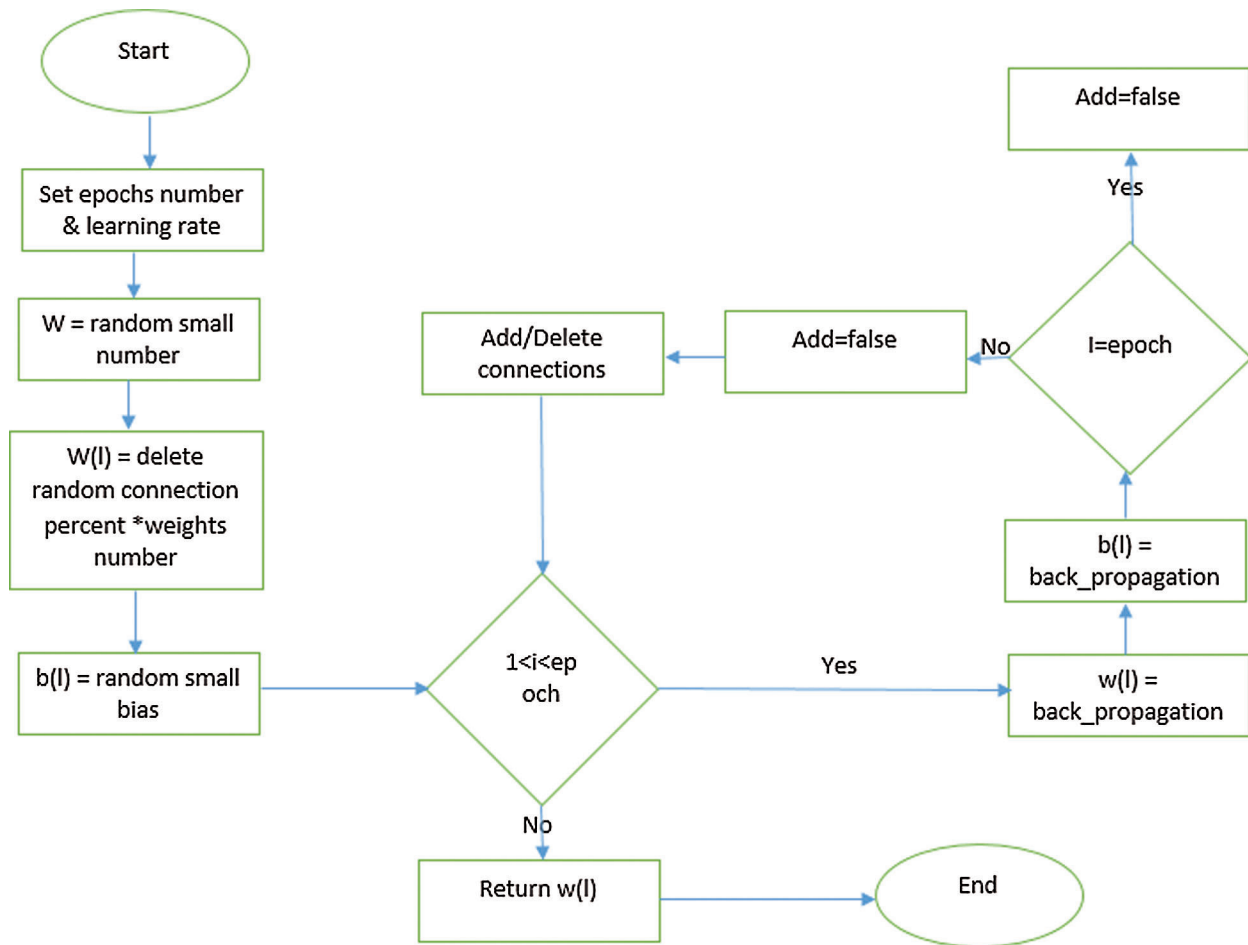 Start
Set epochs number
& learning rate
W = random small
number
W(l) = delete
random connection
percent *weights
number
b(l) = random small
bias
1<i<ep
och
Yes
w(l) =
back_propagation
b(l) =
back_propagation
I=epoch
Yes
Add=false
No
Add=false
Add/Delete
connections
No
Return w(l)
End